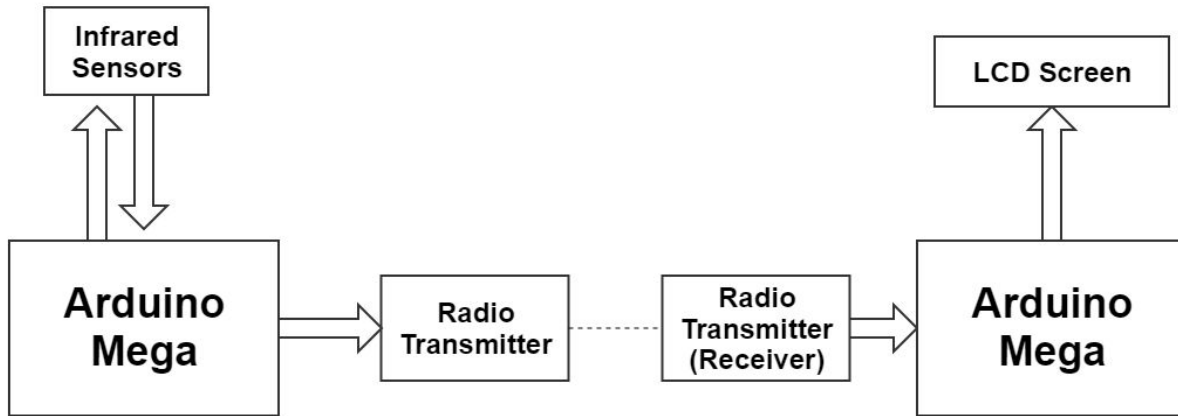 Infrared
Sensors
LCD Screen
Arduino
Mega
Radio
Transmitter
Radio
Transmitter
(Receiver)
Arduino
Mega